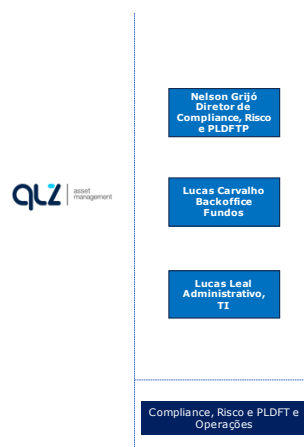 Nelson Grijó
Diretor de
Compliance, Risco
e PLDFTP
qlz
asset
management
Lucas Carvalho
Backoffice
Fundos
Lucas Leal
Administrativo,
TI
Compliance, Risco e PLDFT e
Operações